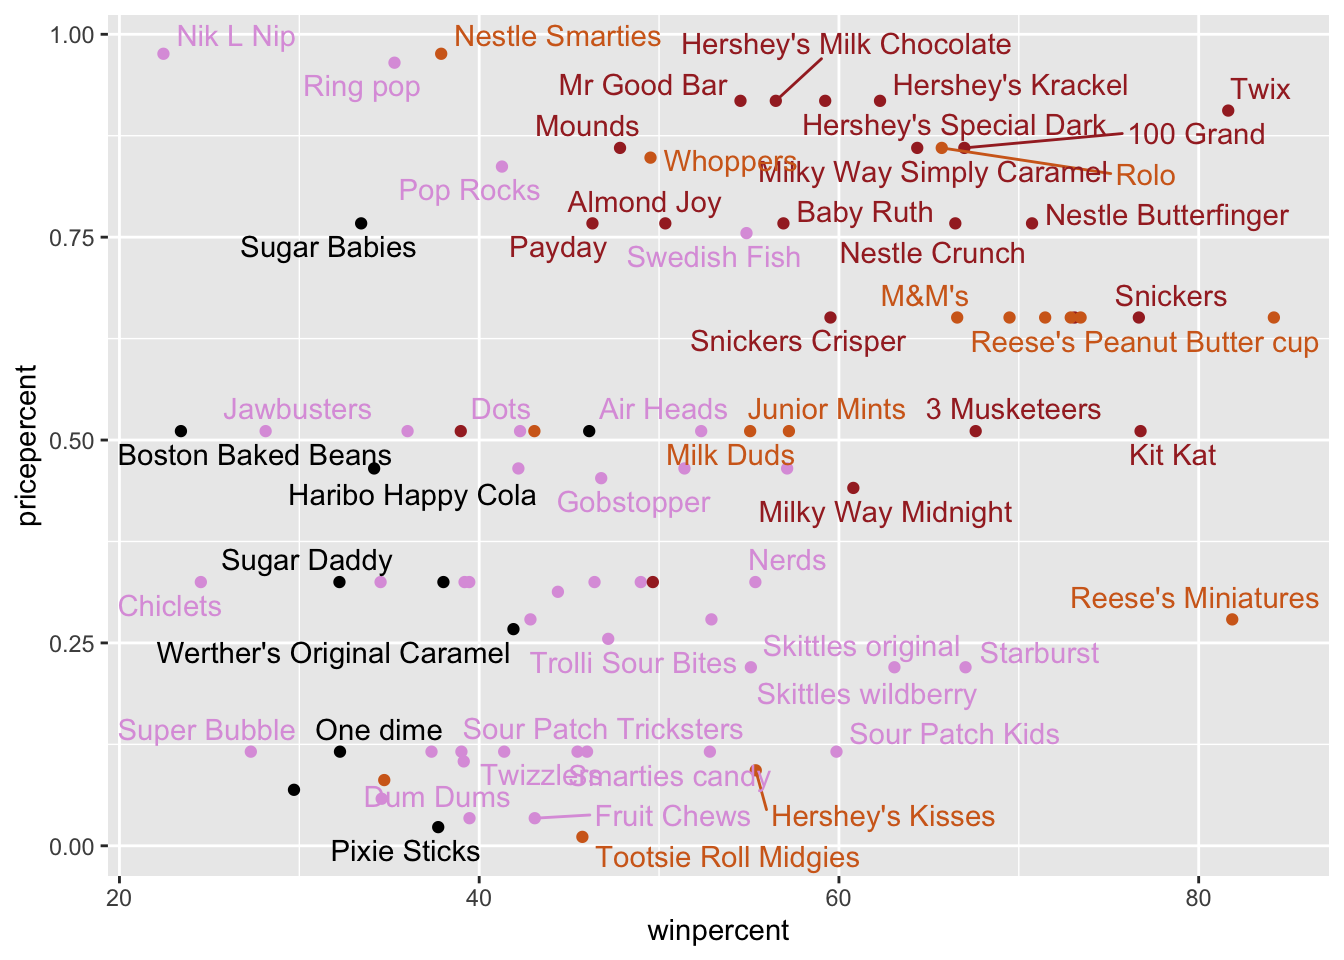 1.00
Nik L Nip
Nestle Smarties
Hershey's Milk Chocolate
Ring pop
Mr Good Bar
Hershey's Krackel
Twix
Mounds
Hershey's Special Dark
100 Grand
Whoppers
Milky Way Simply Caramel
Rolo
Pop Rocks
Almond Joy
Baby Ruth
Nestle Butterfinger
0.75
Sugar Babies
Payday
Swedish Fish
Nestle Crunch
M&M's
Snickers
Snickers Crisper
Reese's Peanut Butter cup
Jawbusters
Dots
Air Heads
Junior Mints
3 Musketeers
0.50
Boston Baked Beans
Milk Duds
Kit Kat
Haribo Happy Cola
Gobstopper
Milky Way Midnight
Sugar Daddy
Nerds
Chiclets
Reese's Miniatures
0.25
Werther's Original Caramel
Trolli Sour Bites
Skittles original
Starburst
Skittles wildberry
Super Bubble
One dime
Sour Patch Tricksters
Sour Patch Kids
Twizzlers
Smarties candy
Dum Dums
Fruit Chews
Hershey's Kisses
0.00
Pixie Sticks
Tootsie Roll Midgies
20
40
60
80
winpercent
pricepercent